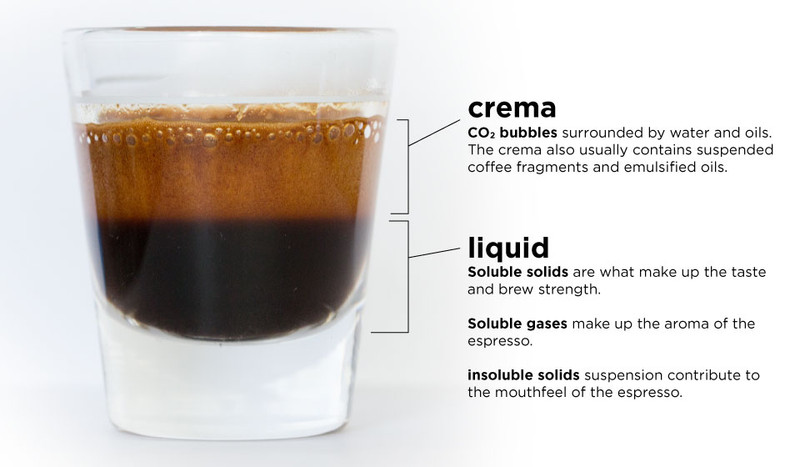 crema
CO₂ bubbles surrounded by water and oils.
The crema also usually contains suspended
coffee fragments and emulsified oils.
liquid
Soluble solids are what make up the taste
and brew strength.
Soluble gases make up the aroma of the
espresso.
insoluble solids suspension contribute to
the mouthfeel of the espresso.